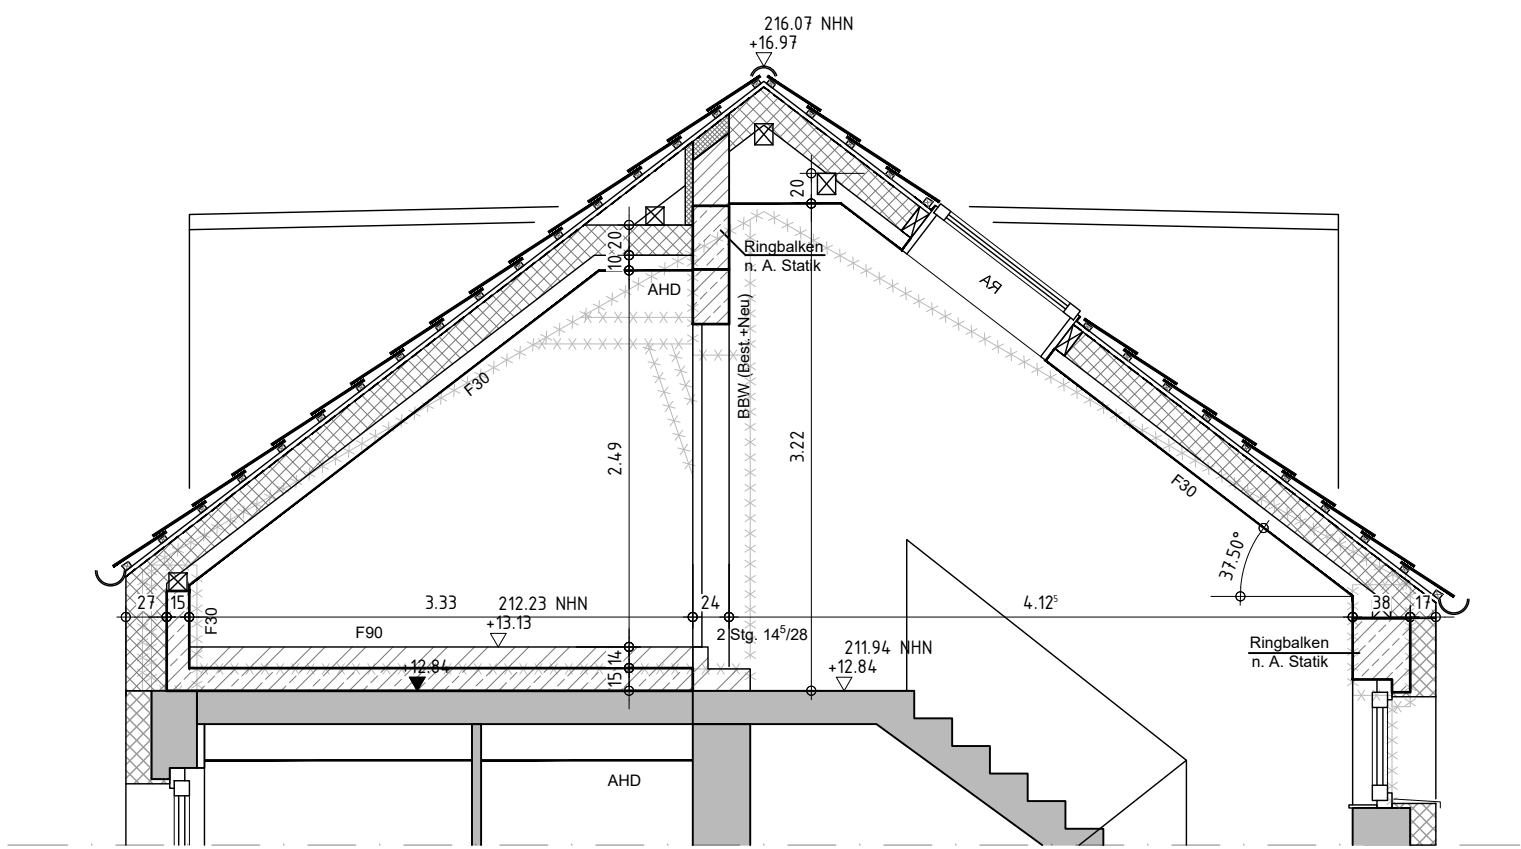 216.07 NHN
+16.97
20
Ringbalken
n. A. Statik
20
10
AHD
RA
BBW (Best.+Neu)
F30
2.49
3.22
F30
37.50°
27
15
3.33
212.23 NHN
+13.13
24
4.12⁵
38
17
F30
F90
2 Stg. 14⁵/28
211.94 NHN
+12.84
Ringbalken
n. A. Statik
14
15
+12.84
AHD